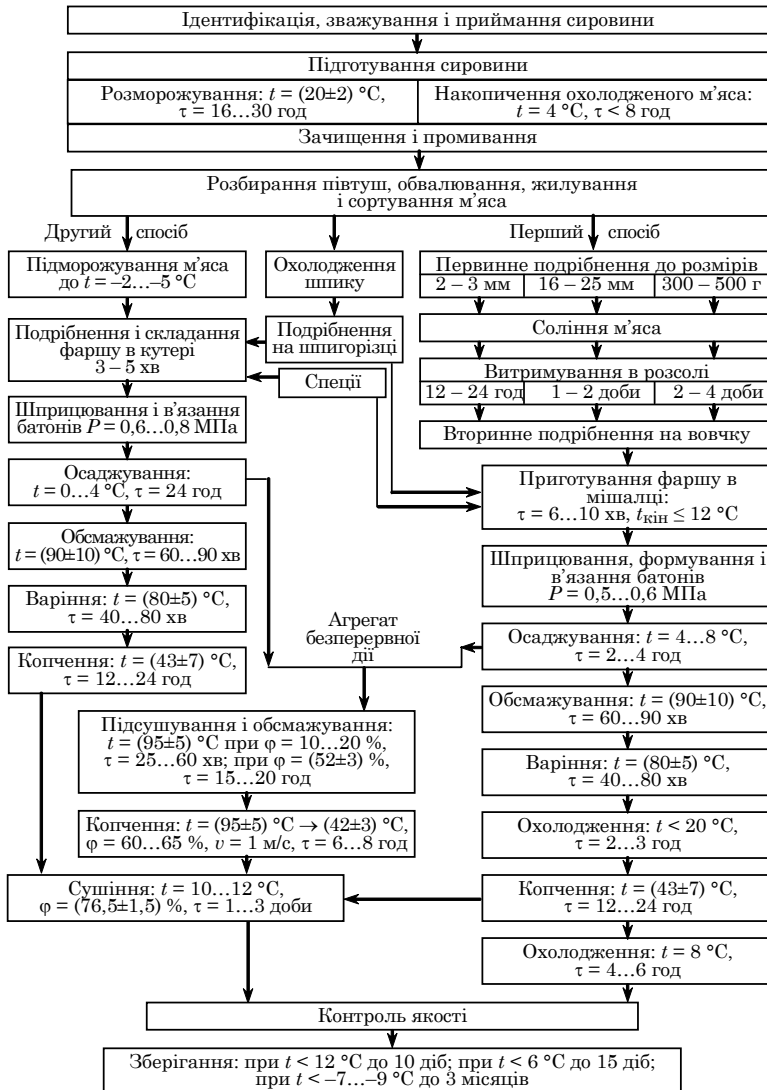 Ідентифікація, зважування і приймання сировини
Підготування сировини
Розморожування: t = (20±2) °C,
τ = 16…30 год
Накопичення охолодженого м'яса:
t = 4 °C, τ < 8 год
Зачищення і промивання
Розбирання півтуш, обвалювання, жилування
і сортування м'яса
Другий спосіб
Перший спосіб
Підморожування м'яса
до t = –2…–5 °C
Охолодження
шпику
Первинне подрібнення до розмірів
2 – 3 мм
16 – 25 мм
300 – 500 г
Подрібнення і складання
фаршу в кутері
3 – 5 хв
Подрібнення
на шпигорізці
Соління м'яса
Спеції
Витримування в розсолі
12 – 24 год
1 – 2 доби
2 – 4 доби
Шприцювання і в'язання
батонів P = 0,6…0,8 МПа
Вторинне подрібнення на вовчку
Осаджування:
t = 0…4 °C, τ = 24 год
Приготування фаршу в
мішалці:
τ = 6…10 хв, tкін ≤ 12 °C
Обсмажування:
t = (90±10) °C, τ = 60…90 хв
Шприцювання, формування і
в'язання батонів
P = 0,5…0,6 МПа
Варіння: t = (80±5) °C,
τ = 40…80 хв
Агрегат
безперервної
дії
Осаджування: t = 4…8 °C,
τ = 2…4 год
Копчення: t = (43±7) °C,
τ = 12…24 год
Обсмажування: t = (90±10) °C,
τ = 60…90 хв
Підсушування і обсмажування:
t = (95±5) °C при φ = 10…20 %,
τ = 25…60 хв; при φ = (52±3) %,
τ = 15…20 год
Варіння: t = (80±5) °C,
τ = 40…80 хв
Копчення: t = (95±5) °C → (42±3) °C,
φ = 60…65 %, υ = 1 м/с, τ = 6…8 год
Охолодження: t < 20 °C,
τ = 2…3 год
Сушіння: t = 10…12 °C,
φ = (76,5±1,5) %, τ = 1…3 доби
Копчення: t = (43±7) °C,
τ = 12…24 год
Охолодження: t = 8 °C,
τ = 4…6 год
Контроль якості
Зберігання: при t < 12 °C до 10 діб; при t < 6 °C до 15 діб;
при t < –7…–9 °C до 3 місяців